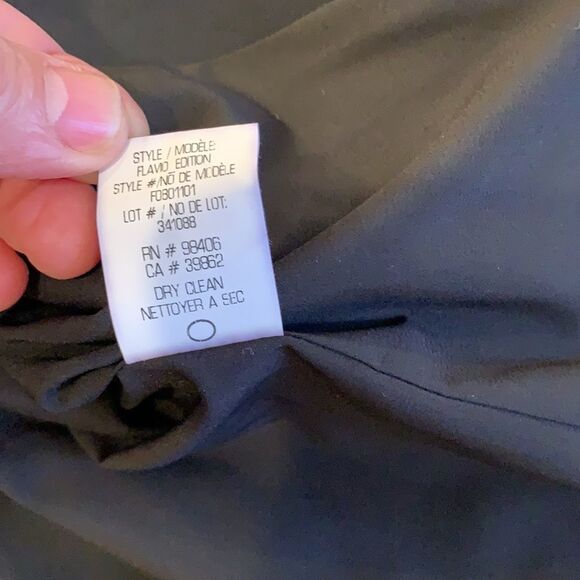 STYLE / MODÈLE:
FLAVIO EDITION
STYLE #/NO DE MODÈLE
F0801101
LOT # / NO DE LOT:
341088
RN # 98406
CA # 39862
DRY CLEAN
NETTOYER A SEC